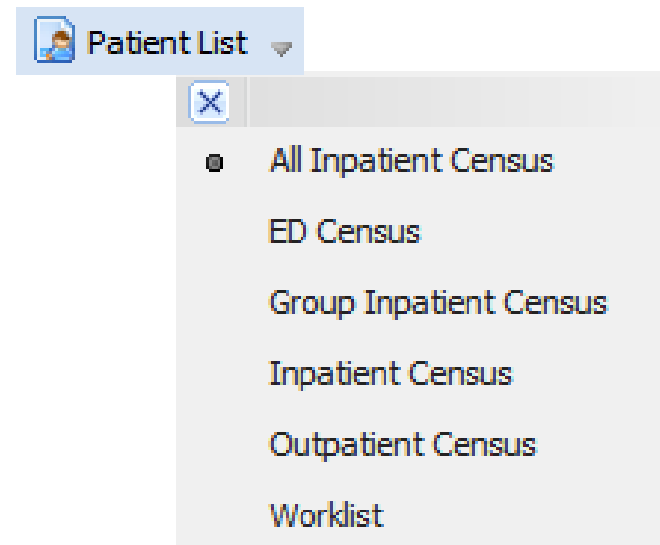 Patient List
All Inpatient Census
ED Census
Group Inpatient Census
Inpatient Census
Outpatient Census
Worklist